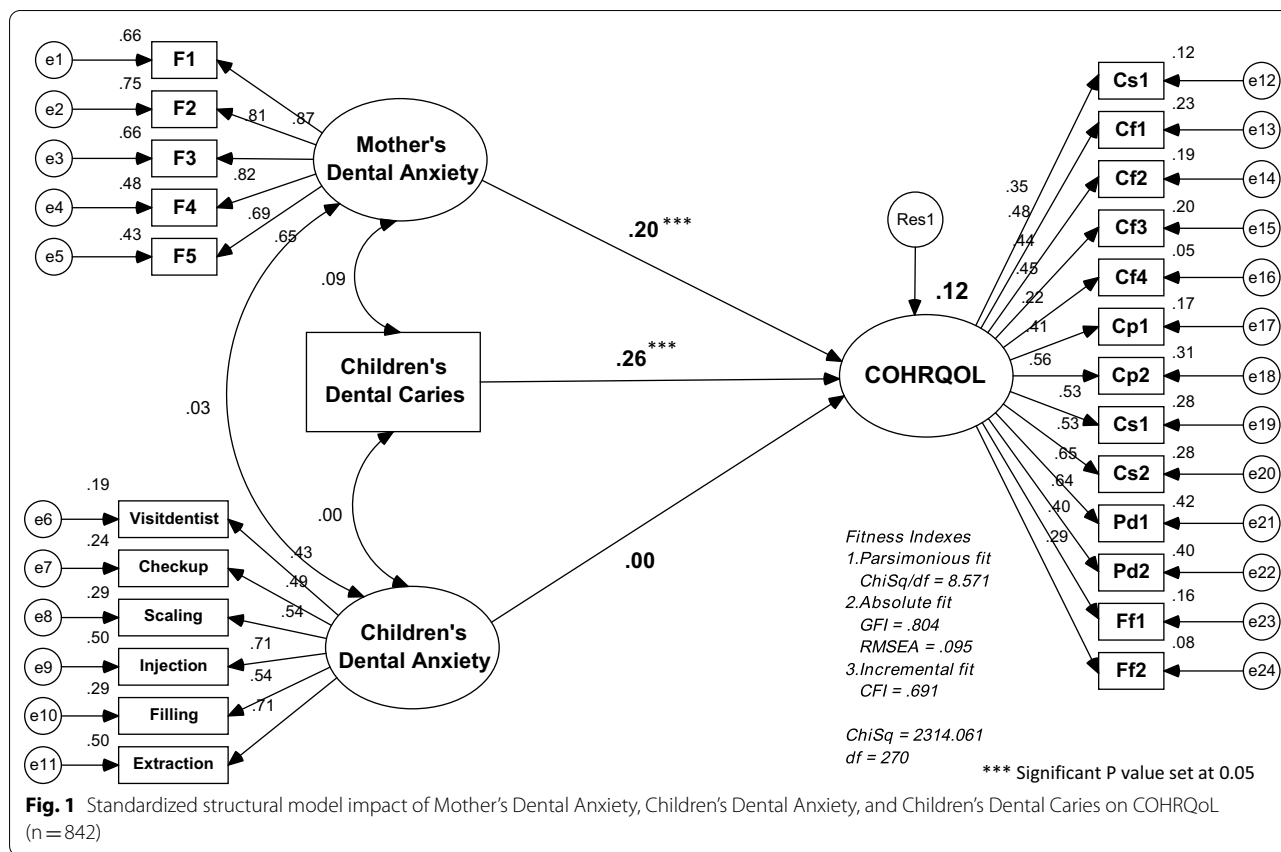 .66
e1
F1
.75
e2
F2
.66
e3
F3
.48
e4
F4
.43
e5
F5
.87
.81
.82
.69
.65
Mother's
Dental Anxiety
.09
.03
.00
Children's
Dental Caries
.19
e6
Visitdentist
.24
e7
Checkup
.29
e8
Scaling
.50
e9
Injection
.29
e10
Filling
.50
e11
Extraction
.43
.49
.54
.71
.54
.71
Children's
Dental Anxiety
.20***
.26***
.00
Res1
.12
COHRQOL
.35
.48
.44
.45
.22
.41
.56
.53
.53
.65
.64
.40
.29
.12
Cs1
e12
.23
Cf1
e13
.19
Cf2
e14
.20
Cf3
e15
.05
Cf4
e16
.17
Cp1
e17
.31
Cp2
e18
.28
Cs1
e19
.28
Cs2
e20
.42
Pd1
e21
.40
Pd2
e22
.16
Ff1
e23
.08
Ff2
e24
Fitness Indexes
1.Parsimonious fit
ChiSq/df = 8.571
2.Absolute fit
GFI = .804
RMSEA = .095
3.Incremental fit
CFI = .691
ChiSq = 2314.061
df = 270
*** Significant P value set at 0.05
Fig. 1 Standardized structural model impact of Mother's Dental Anxiety, Children's Dental Anxiety, and Children's Dental Caries on COHRQoL
(n = 842)